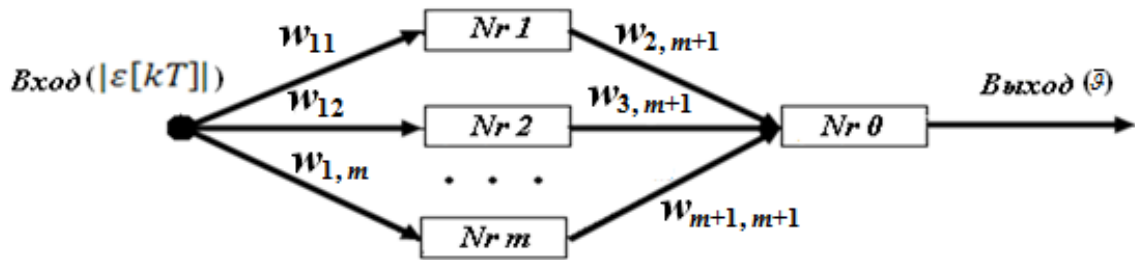 w₁₁
Nr 1
w₂, ₘ₊₁
Вход (|ε[kT]|)
Выход (ϑ̄)
w₁₂
Nr 2
w₃, ₘ₊₁
Nr 0
w₁, ₘ
. . .
wₘ₊₁, ₘ₊₁
Nr m